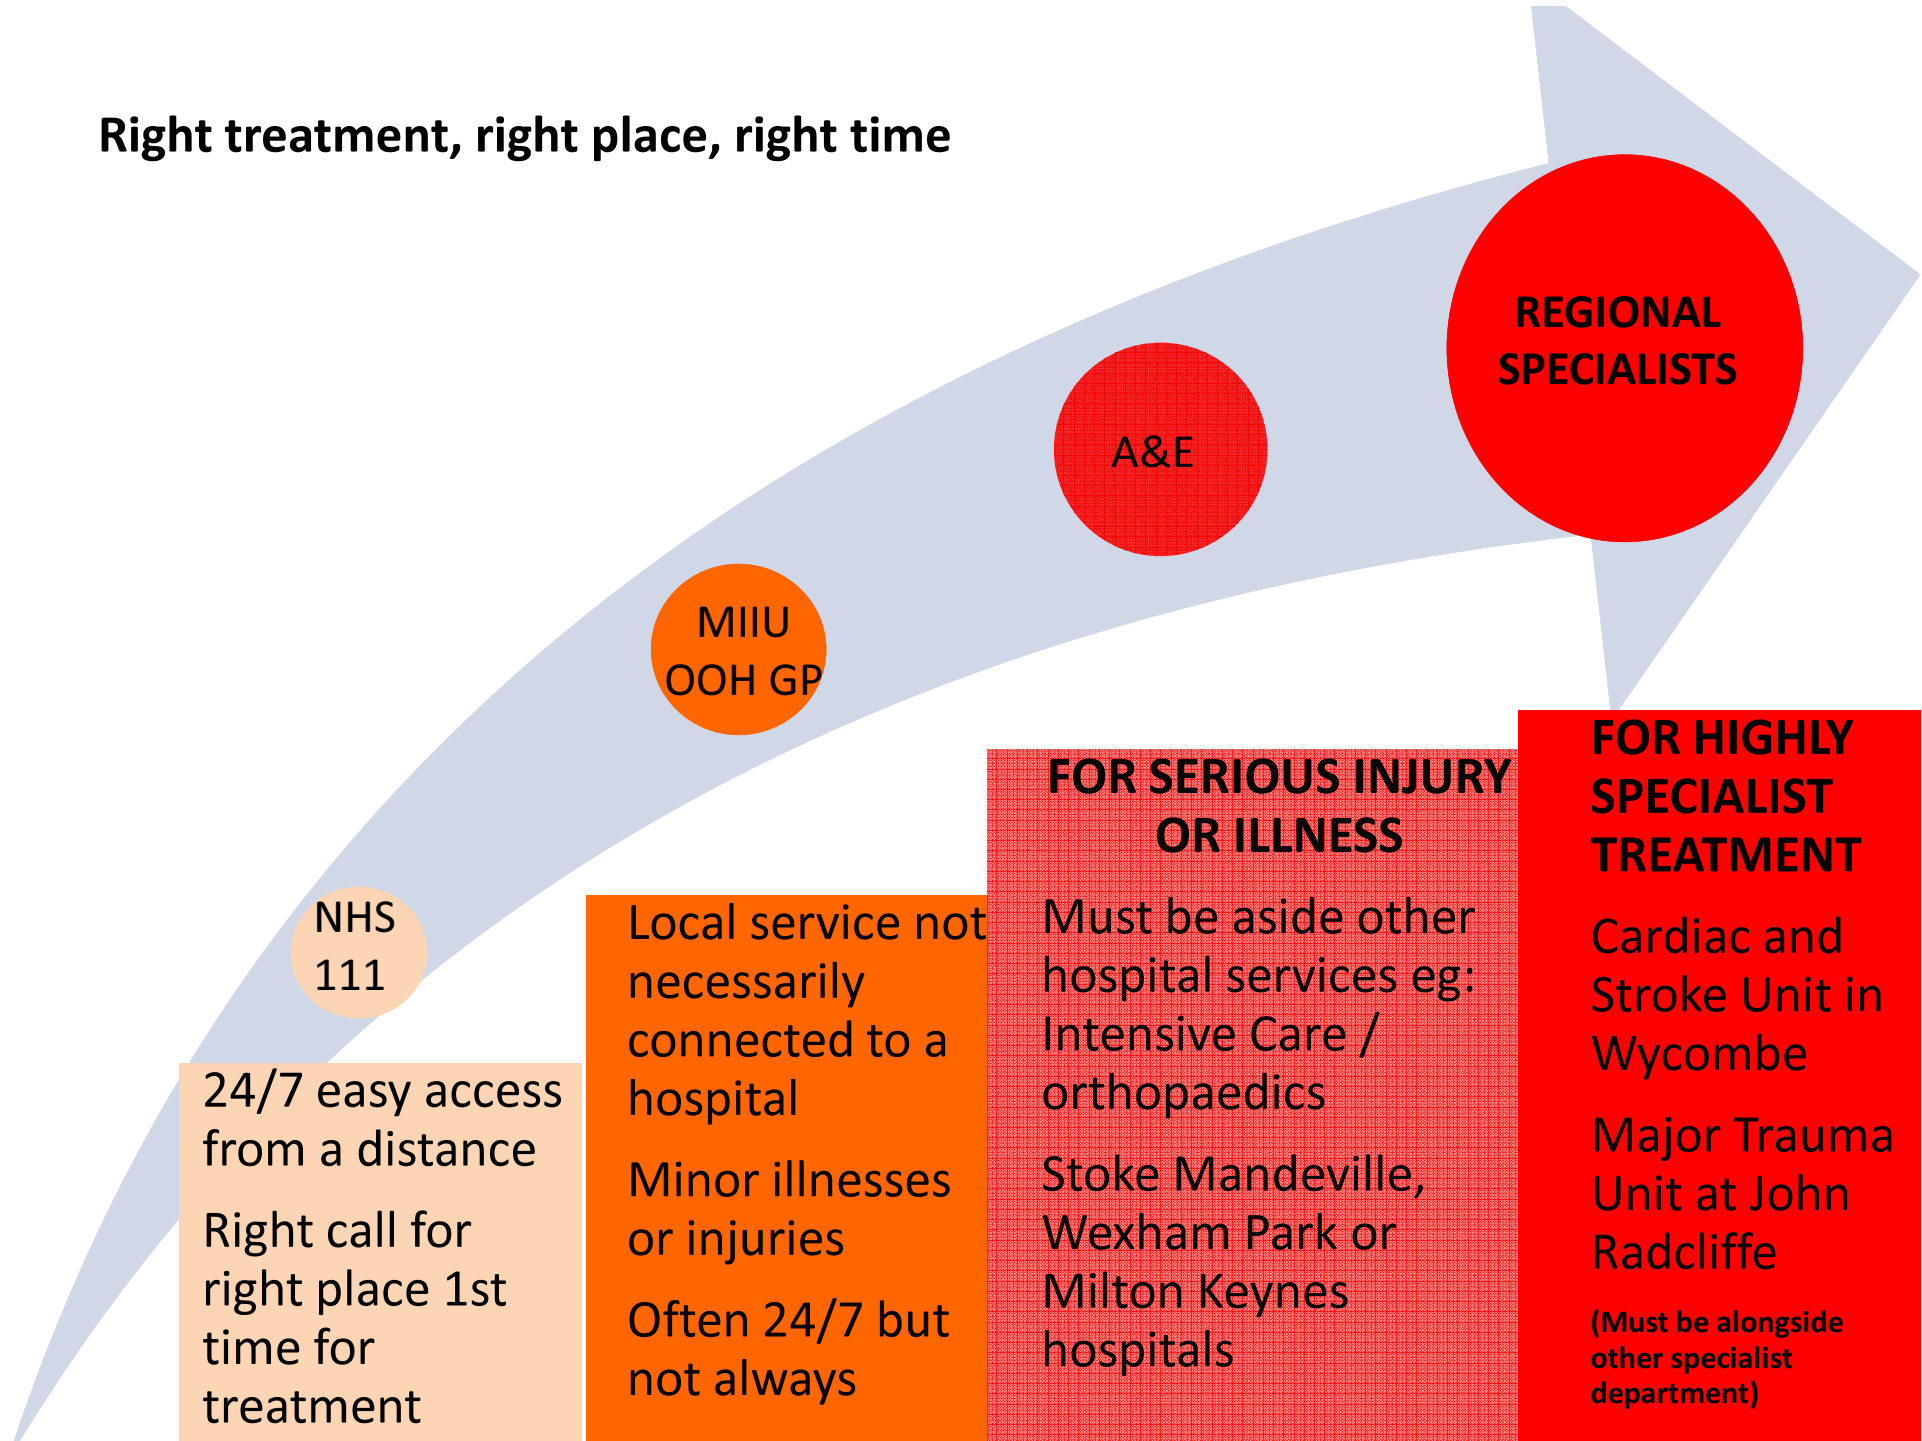 Right treatment, right place, right time
REGIONAL
SPECIALISTS
A&E
MIIU
OOH GP
NHS
111
24/7 easy access
from a distance
Right call for
right place 1st
time for
treatment
Local service not
necessarily
connected to a
hospital
Minor illnesses
or injuries
Often 24/7 but
not always
FOR SERIOUS INJURY
OR ILLNESS
Must be aside other
hospital services eg:
Intensive Care /
orthopaedics
Stoke Mandeville,
Wexham Park or
Milton Keynes
hospitals
FOR HIGHLY
SPECIALIST
TREATMENT
Cardiac and
Stroke Unit in
Wycombe
Major Trauma
Unit at John
Radcliffe
(Must be alongside
other specialist
department)